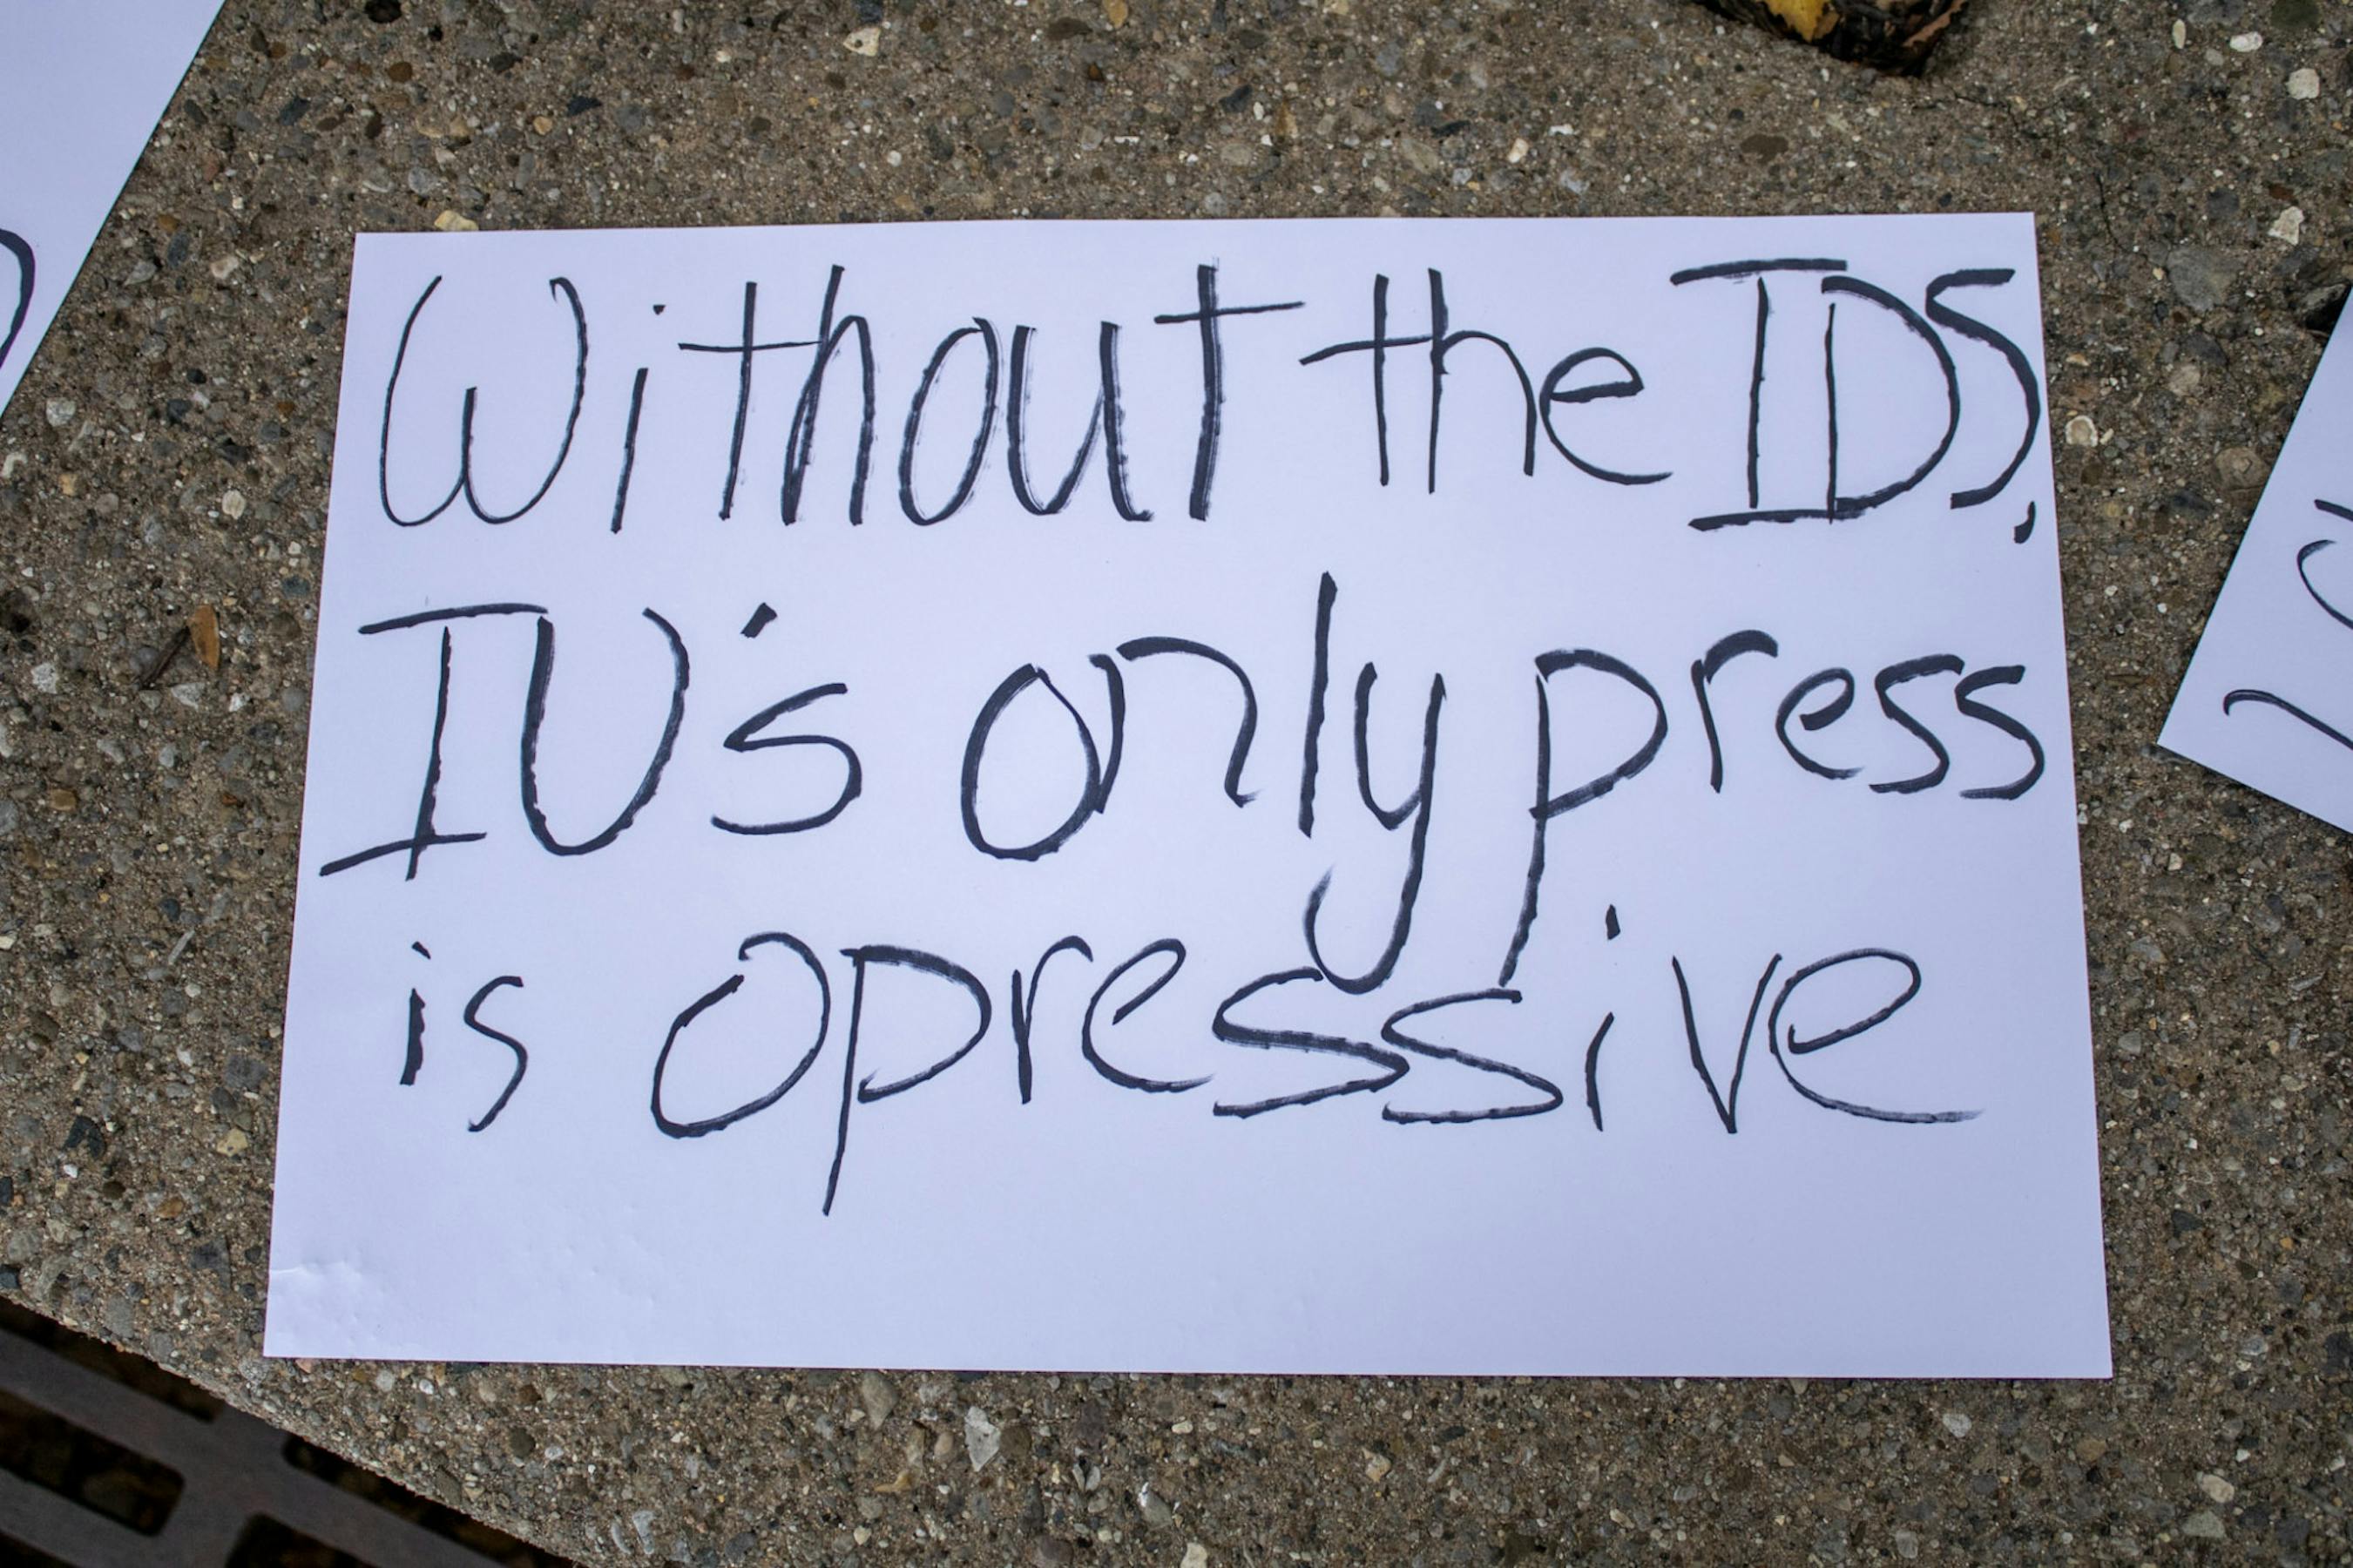 Without the IDS,
IU's only press
is opressive